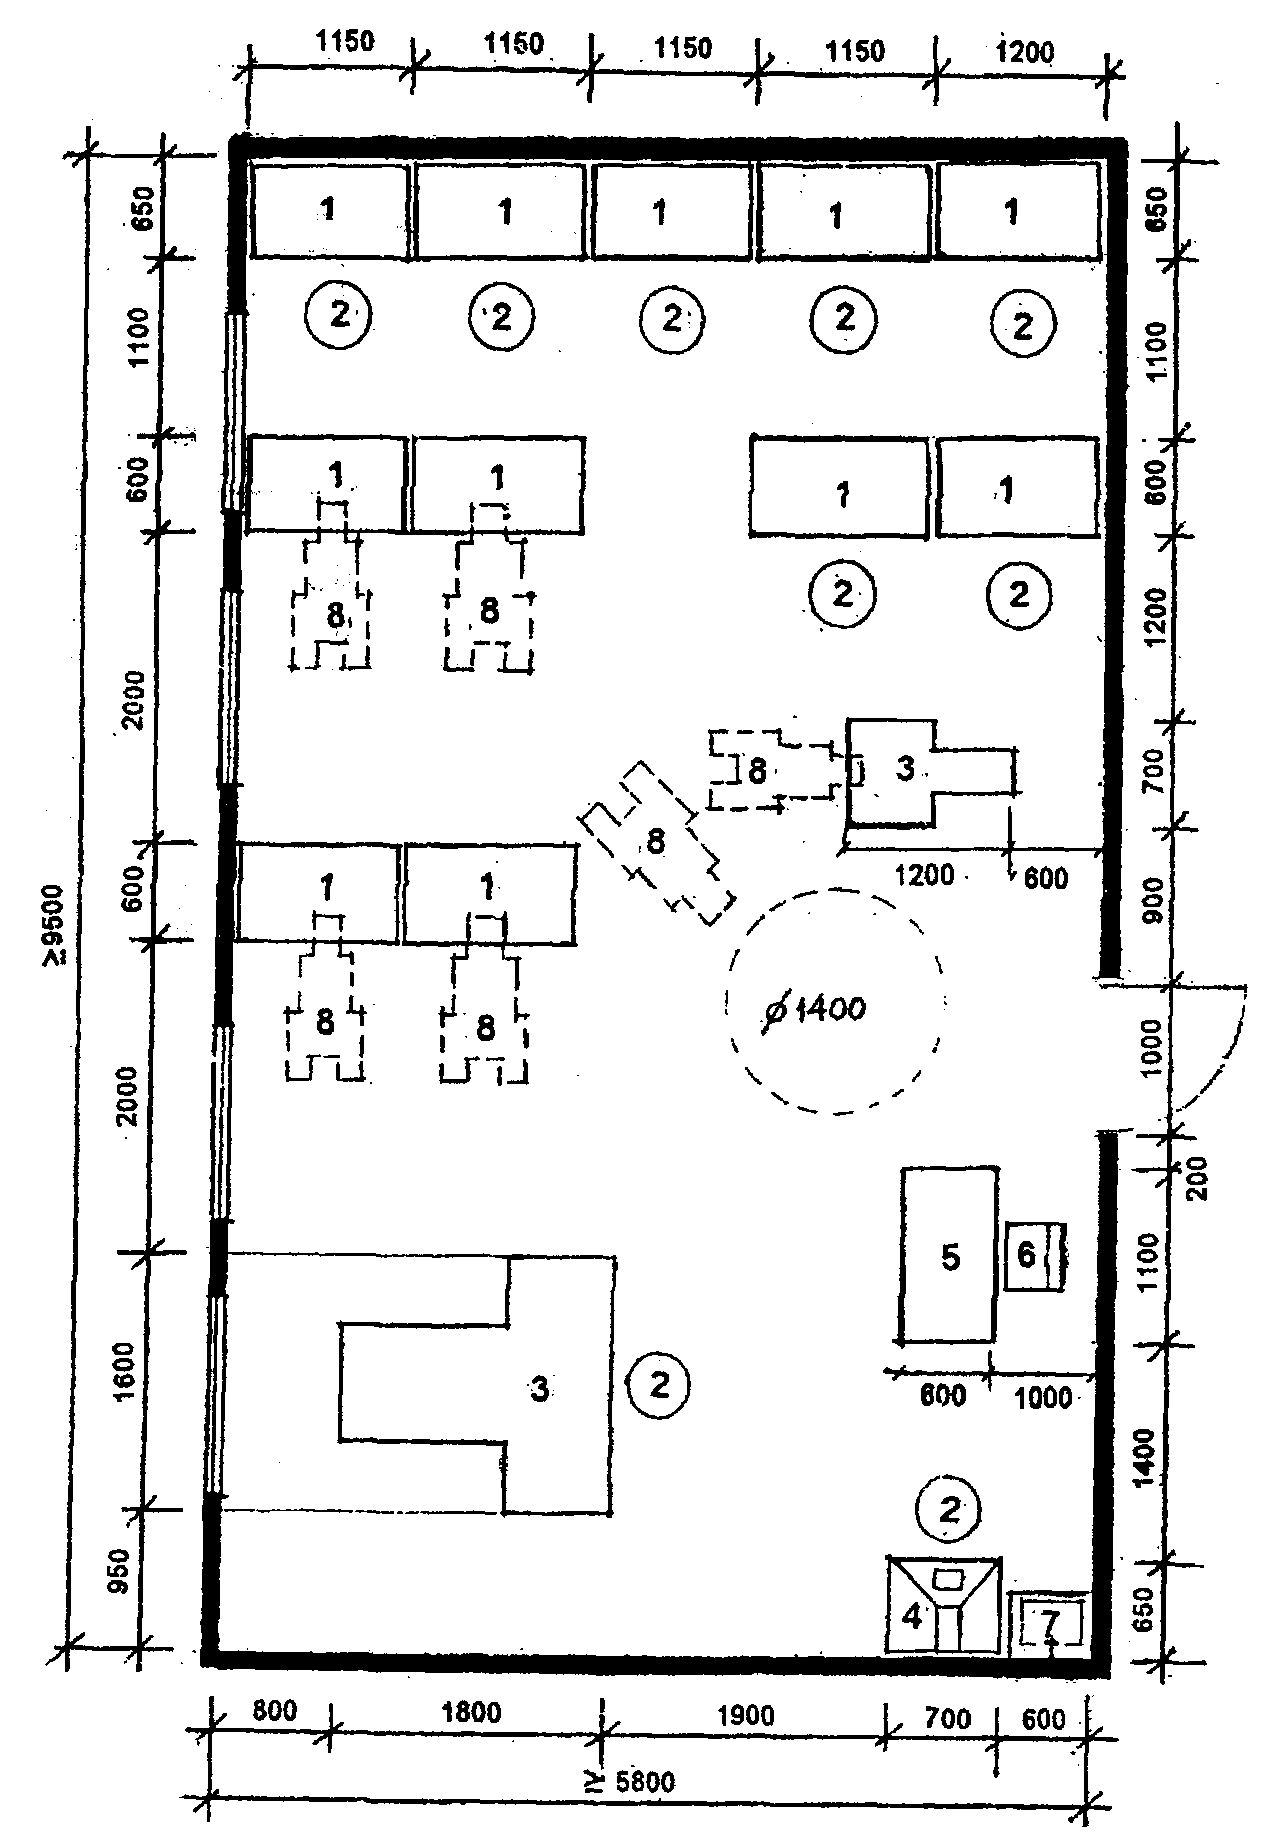 1150 1150 1150 1150 1200
650 1 1 1 1 1 650
1100 2 2 2 2 2 1100
600 1 1 1 1 600
8 8 2 2 1200
2000 8 3 700
8
1200 600
≥9500 600 1 1 900
8 8 ⌀1400 1000
2000
200
5 6 1100
1600 3 2 600 1000
2 1400
950 4 7 650
800 1800 1900 700 600
≥ 5800